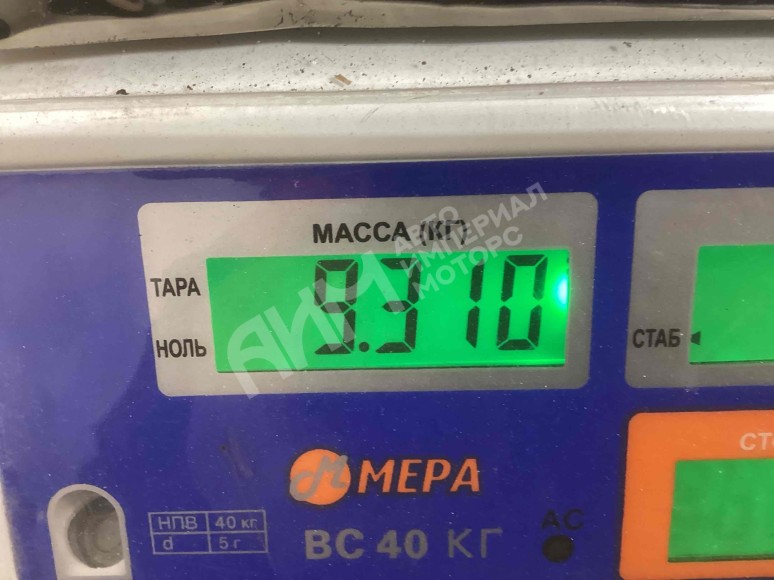 МАССА (КГ)
ТАРА
9.310
НОЛЬ
СТАБ
АИМ АВТО ИМПЕРИАЛ МОТОРС
МЕРА
НПВ 40 кг
d 5 г
ВС 40 КГ
АС